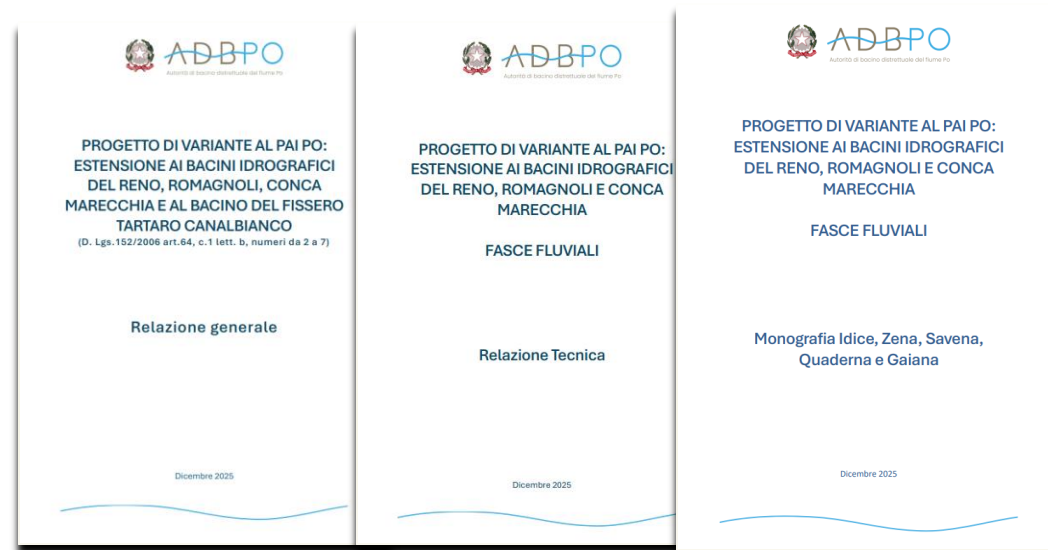 ADBPO
Autorità di bacino distrettuale del fiume Po
PROGETTO DI VARIANTE AL PAI PO:
ESTENSIONE AI BACINI IDROGRAFICI
DEL RENO, ROMAGNOLI, CONCA
MARECCHIA E AL BACINO DEL FISSERO
TARTARO CANALBIANCO
(D. Lgs.152/2006 art.64, c.1 lett. b, numeri da 2 a 7)
Relazione generale
Dicembre 2025
ADBPO
Autorità di bacino distrettuale del fiume Po
PROGETTO DI VARIANTE AL PAI PO:
ESTENSIONE AI BACINI IDROGRAFICI
DEL RENO, ROMAGNOLI E CONCA
MARECCHIA
FASCE FLUVIALI
Relazione Tecnica
Dicembre 2025
ADBPO
Autorità di bacino distrettuale del fiume Po
PROGETTO DI VARIANTE AL PAI PO:
ESTENSIONE AI BACINI IDROGRAFICI
DEL RENO, ROMAGNOLI E CONCA
MARECCHIA
FASCE FLUVIALI
Monografia Idice, Zena, Savena,
Quaderna e Gaiana
Dicembre 2025